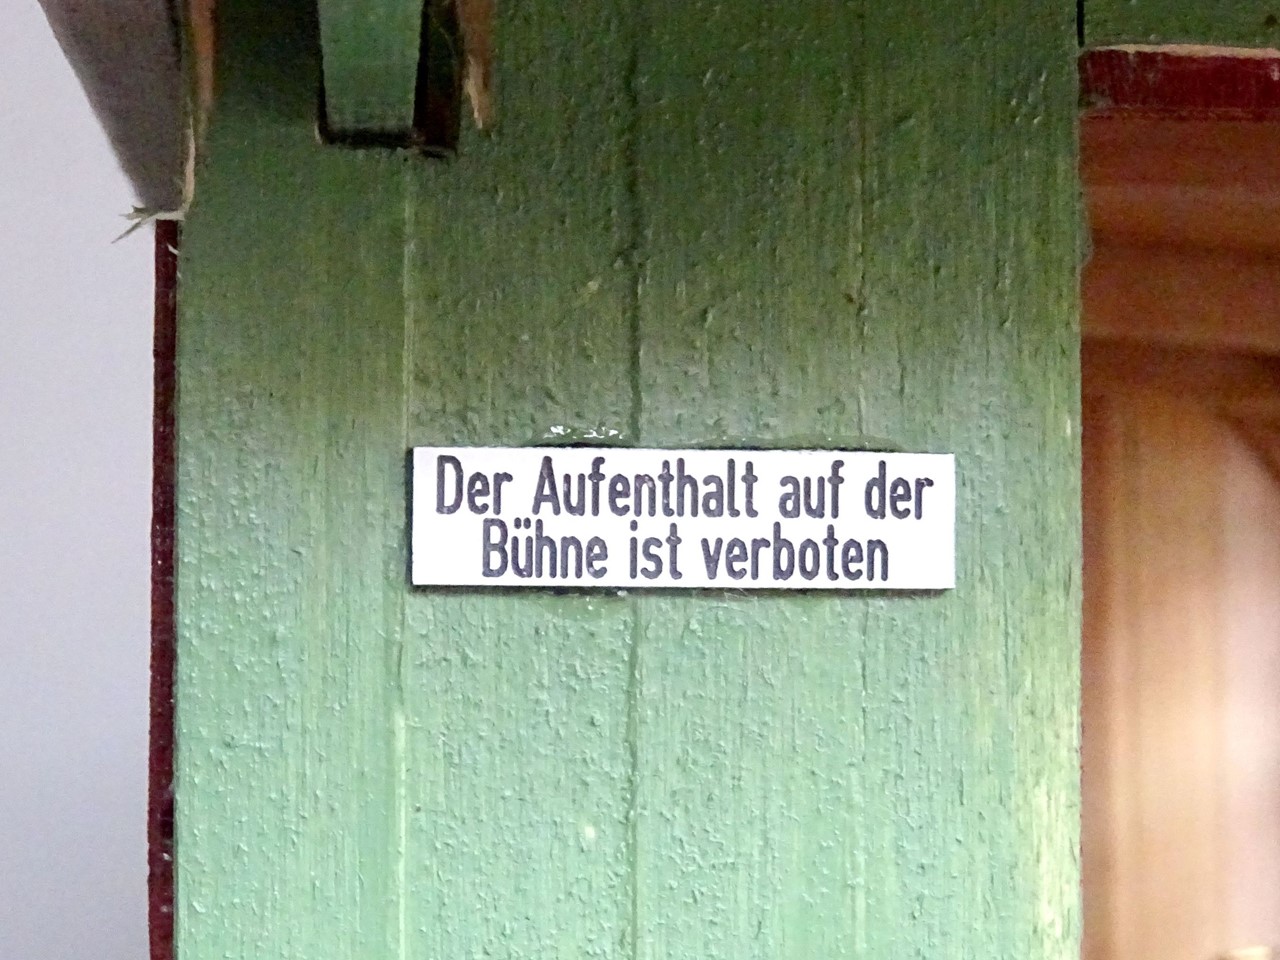 Der Aufenthalt auf der
Bühne ist verboten